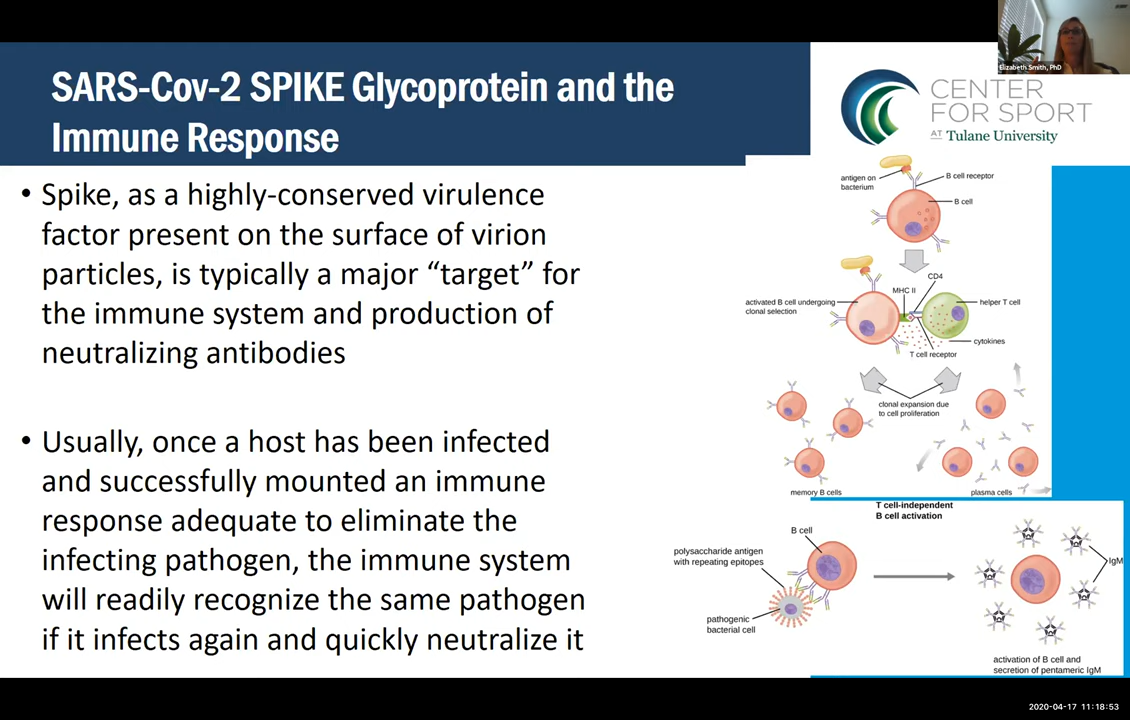 Elizabeth Smith, PhD
SARS-Cov-2 SPIKE Glycoprotein and the
Immune Response
CENTER
FOR SPORT
AT Tulane University
• Spike, as a highly-conserved virulence
factor present on the surface of virion
particles, is typically a major “target” for
the immune system and production of
neutralizing antibodies
• Usually, once a host has been infected
and successfully mounted an immune
response adequate to eliminate the
infecting pathogen, the immune system
will readily recognize the same pathogen
if it infects again and quickly neutralize it
antigen on
bacterium
B cell receptor
B cell
CD4
MHC II
activated B cell undergoing
clonal selection
helper T cell
cytokines
T cell receptor
clonal expansion due
to cell proliferation
memory B cells
plasma cells
T cell-independent
B cell activation
B cell
polysaccharide antigen
with repeating epitopes
IgM
pathogenic
bacterial cell
activation of B cell and
secretion of pentameric IgM
2020-04-17 11:18:53